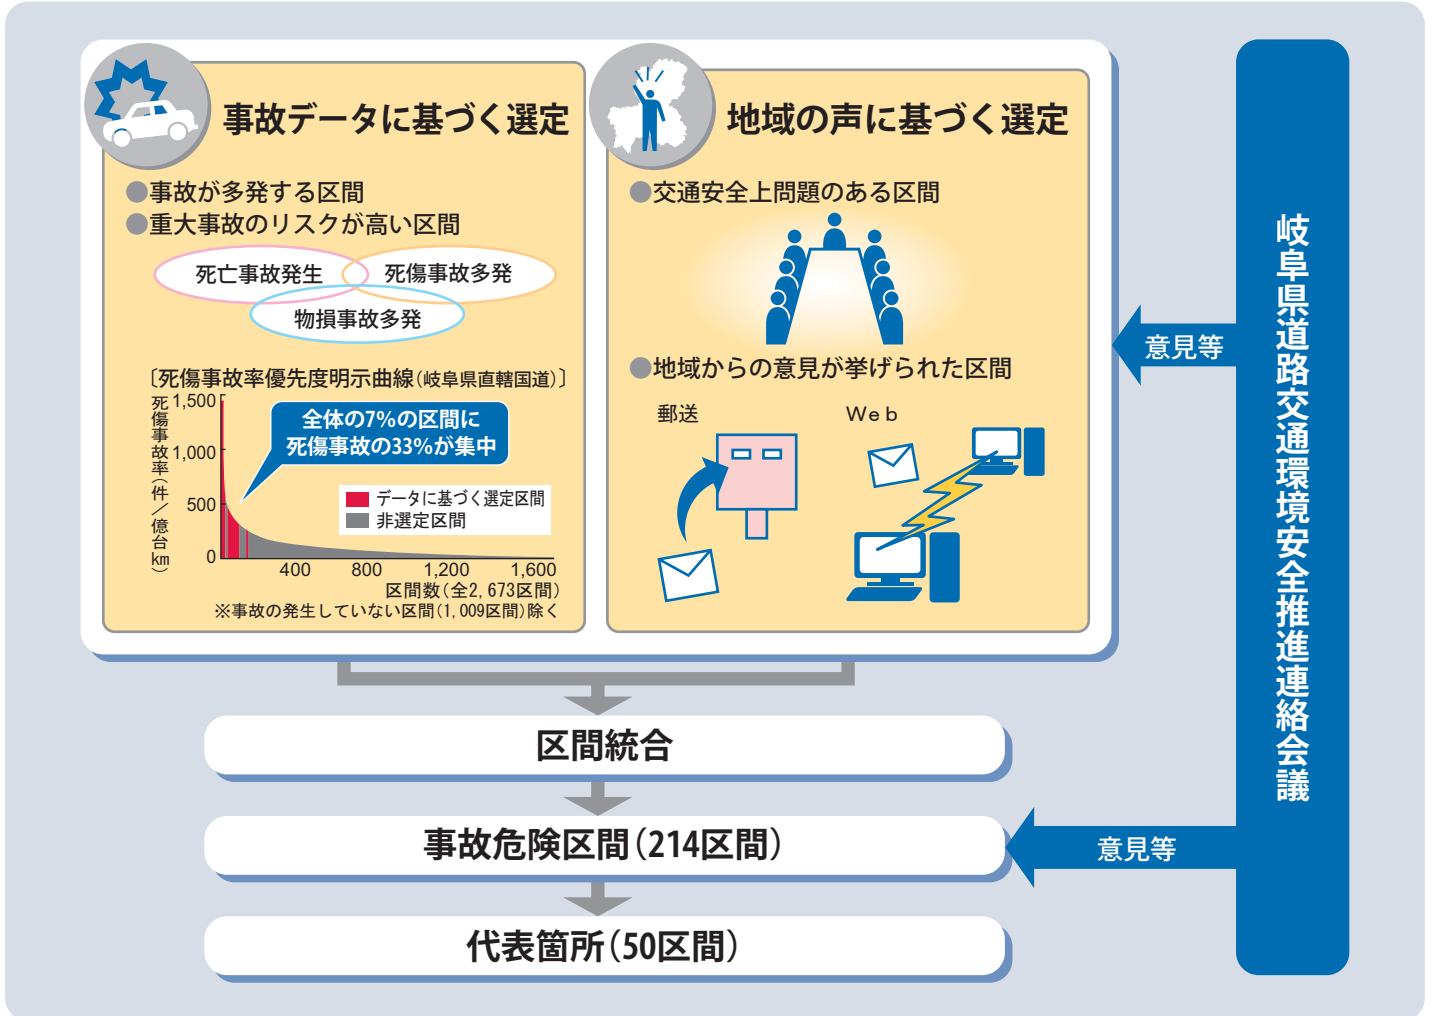 事故データに基づく選定
●事故が多発する区間
●重大事故のリスクが高い区間
死亡事故発生
死傷事故多発
物損事故多発
〔死傷事故率優先度明示曲線(岐阜県直轄国道)〕
死傷事故率(件/億台km)
1,500
1,000
500
0
全体の7%の区間に
死傷事故の33%が集中
データに基づく選定区間
非選定区間
400 800 1,200 1,600
区間数(全2,673区間)
※事故の発生していない区間(1,009区間)除く
地域の声に基づく選定
●交通安全上問題のある区間
●地域からの意見が挙げられた区間
郵送
Web
意見等
岐阜県道路交通環境安全推進連絡会議
区間統合
事故危険区間(214区間)
意見等
代表箇所(50区間)